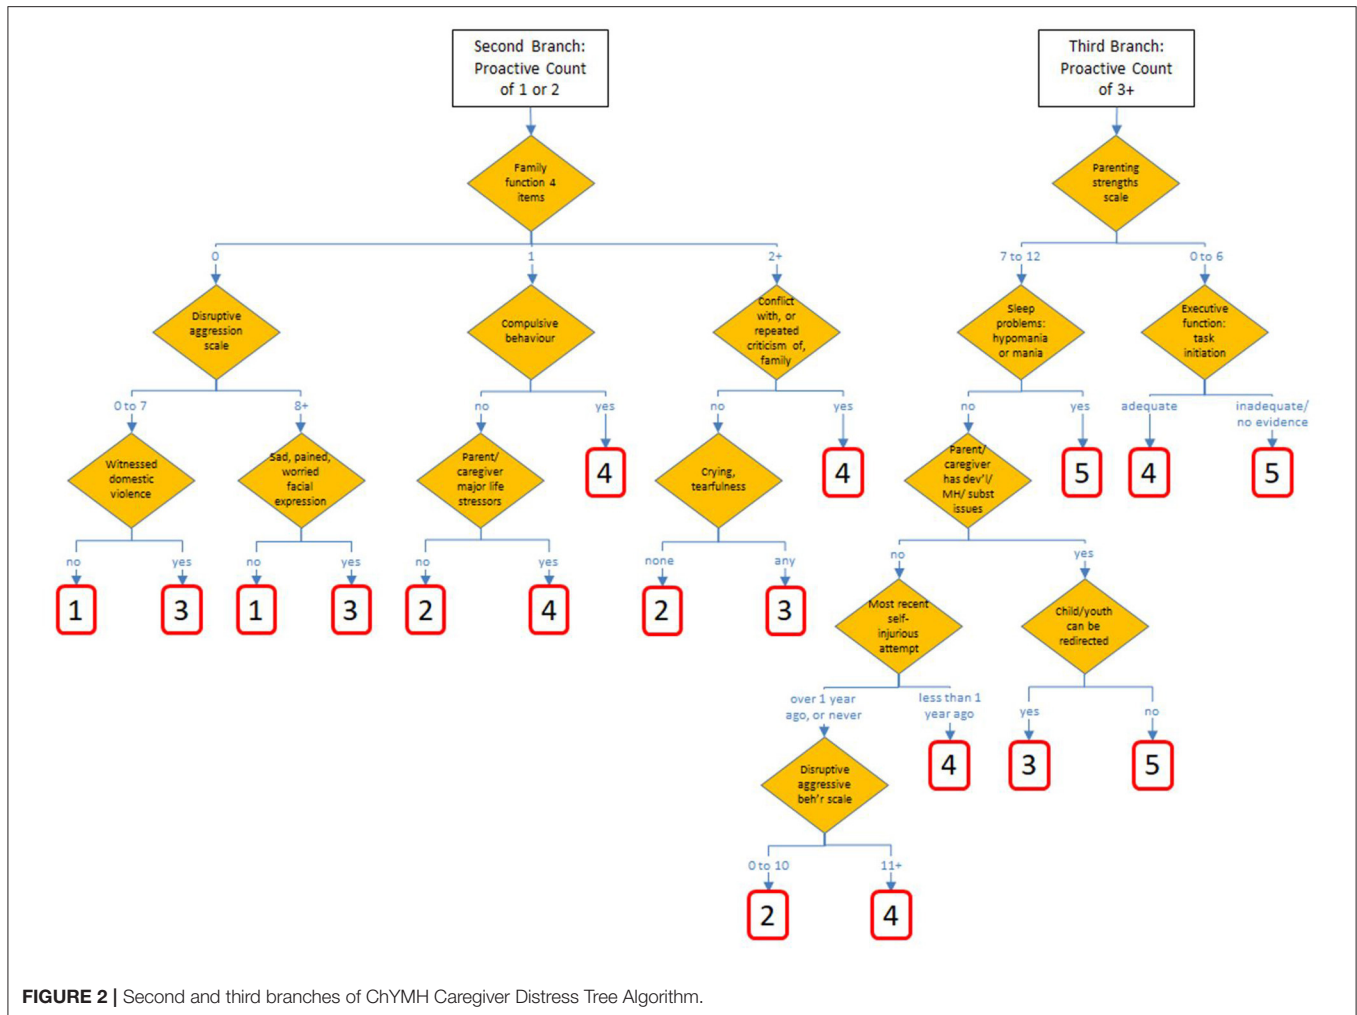 Second Branch:
Proactive Count
of 1 or 2
Third Branch:
Proactive Count
of 3+
Family
function 4
items
Parenting
strengths
scale
0
1
2+
7 to 12
0 to 6
Disruptive
aggression
scale
Compulsive
behaviour
Conflict
with, or
repeated
criticism of,
family
Sleep
problems:
hypomania
or mania
Executive
function:
task
initiation
0 to 7
8+
no
yes
no
yes
no
yes
adequate
inadequate/
no evidence
Witnessed
domestic
violence
Sad, pained,
worried
facial
expression
Parent/
caregiver
major life
stressors
4
Crying,
tearfulness
4
Parent/
caregiver
has dev'l/
MH/ subst
issues
5
4
5
no
yes
no
yes
no
yes
none
any
no
yes
1
3
1
3
2
4
2
3
Most recent
self-
injurious
attempt
Child/youth
can be
redirected
over 1 year
ago, or never
less than 1
year ago
yes
no
Disruptive
aggressive
beh'r scale
4
3
5
0 to 10
11+
2
4
FIGURE 2 | Second and third branches of ChYMH Caregiver Distress Tree Algorithm.